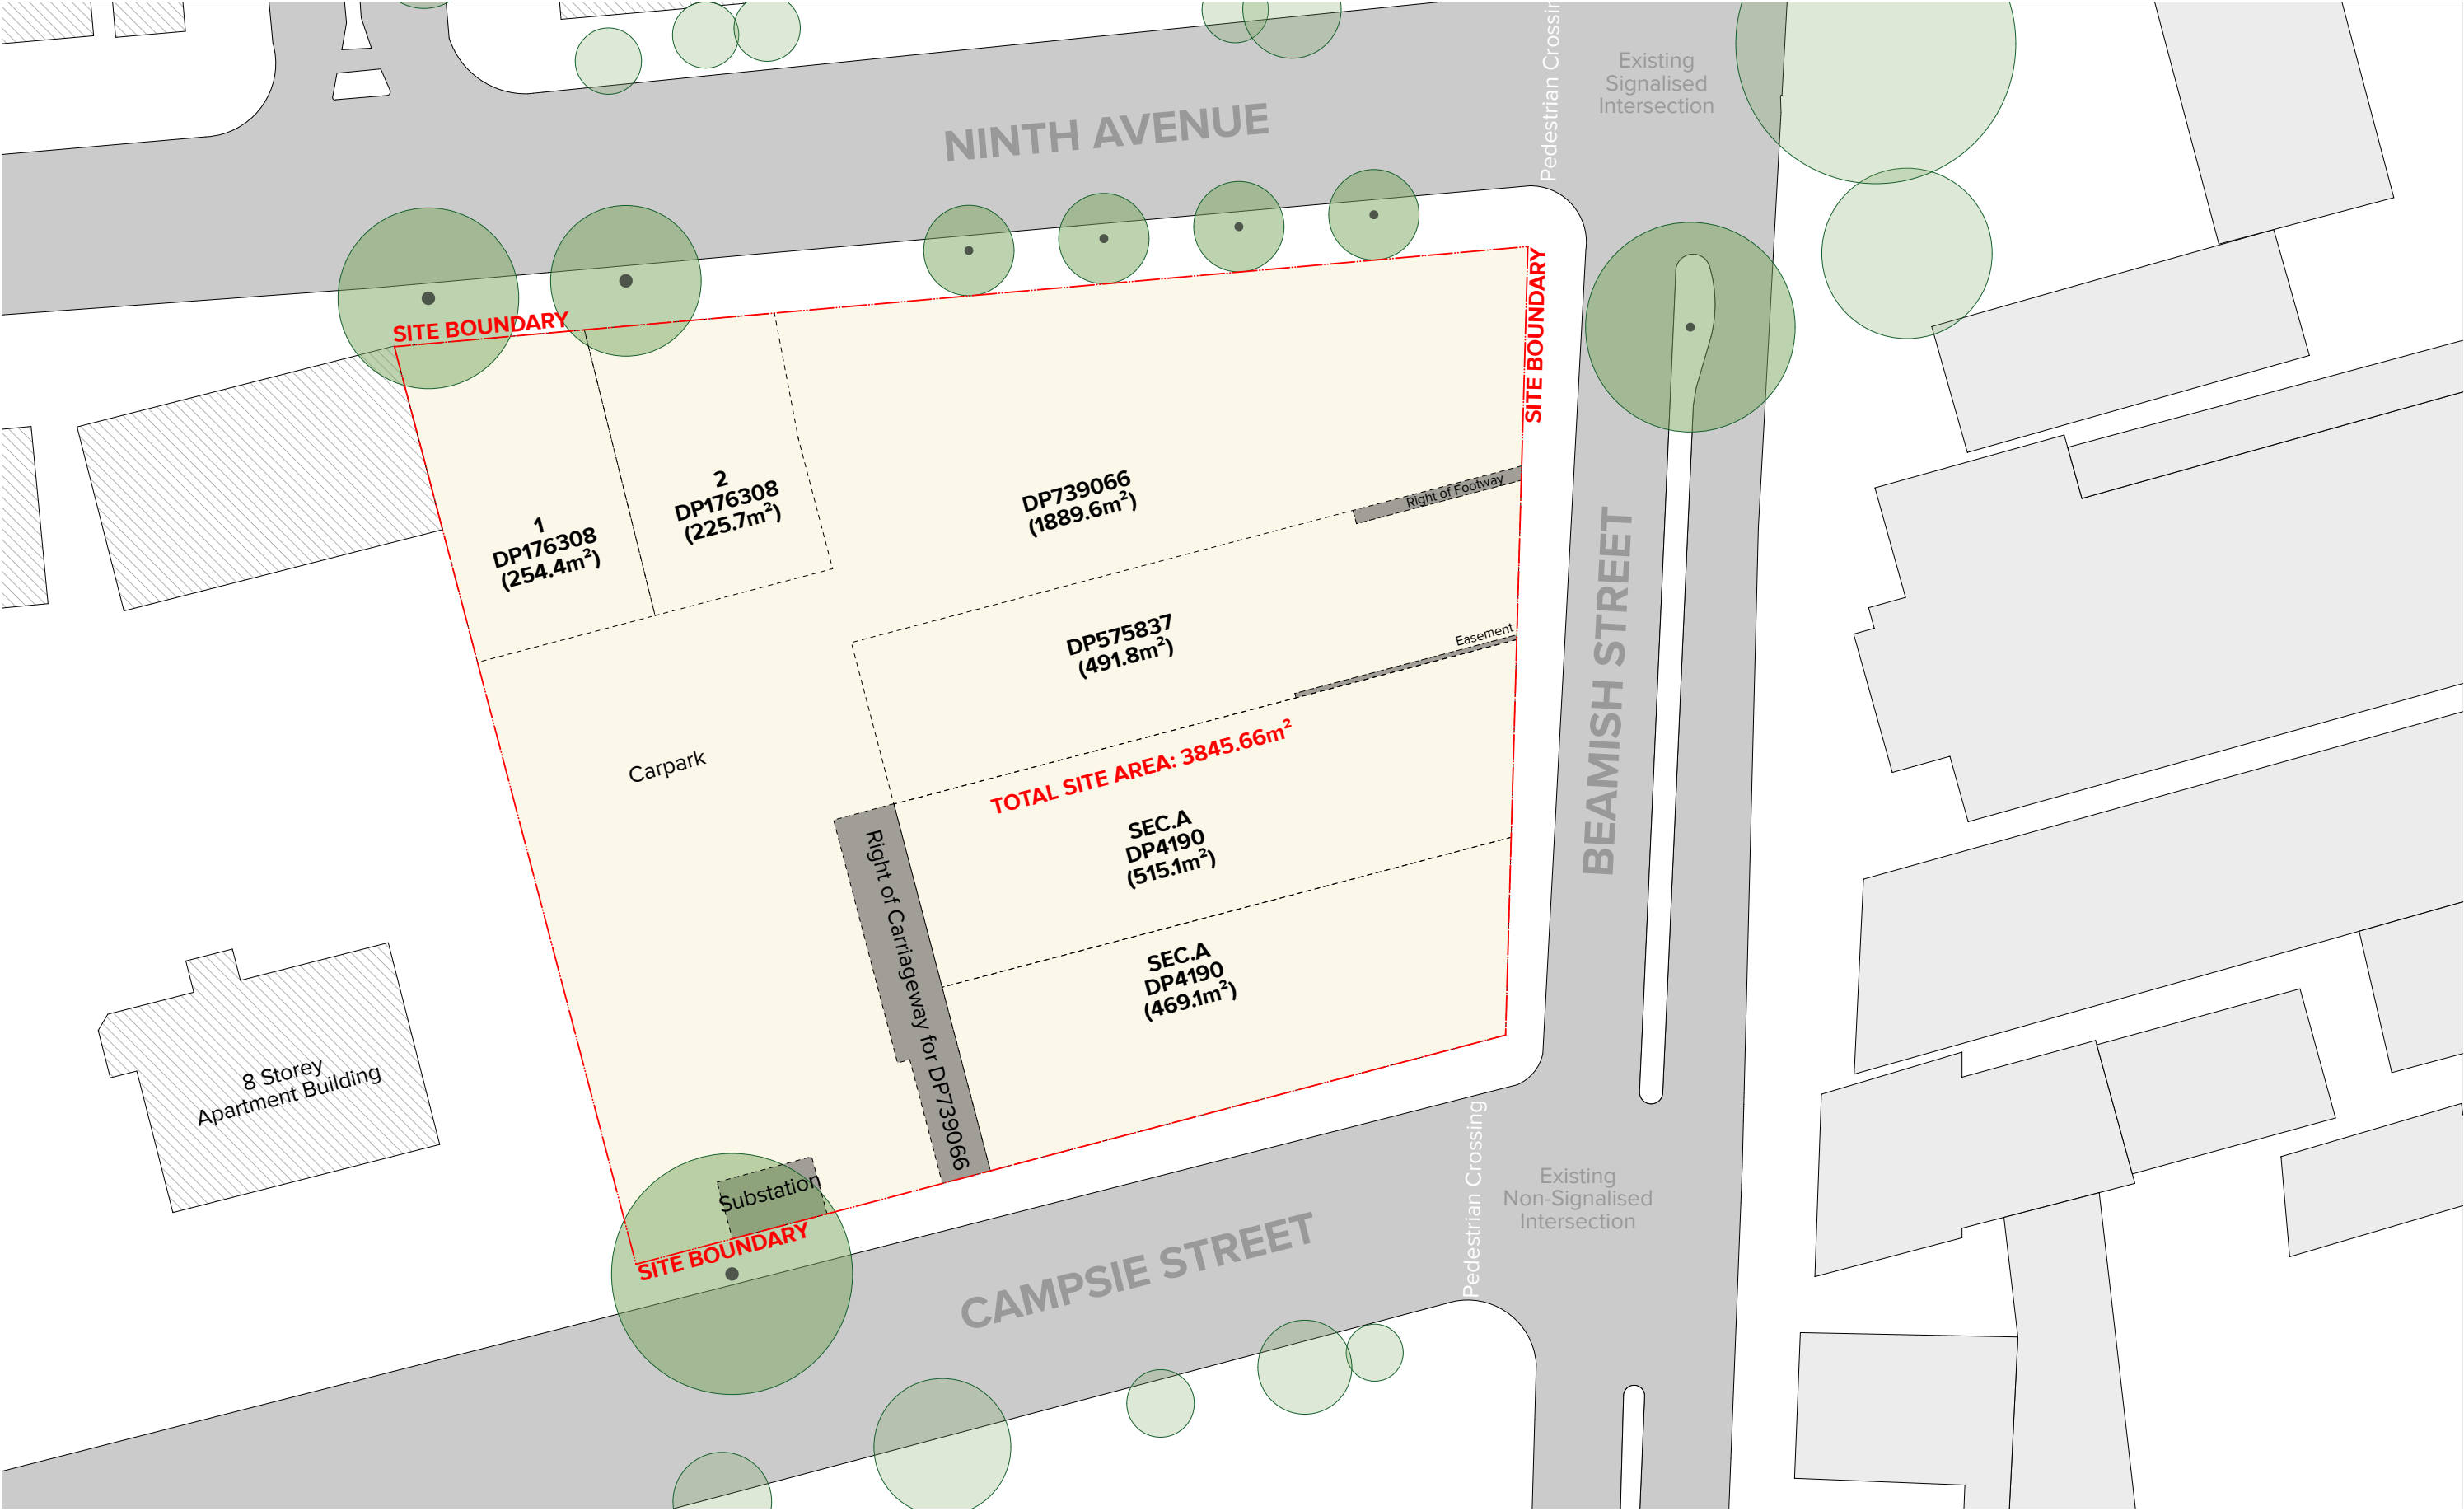 Pedestrian Crossing
Existing
Signalised
Intersection
NINTH AVENUE
SITE BOUNDARY
SITE BOUNDARY
1
DP176308
(254.4m²)
2
DP176308
(225.7m²)
DP739066
(1889.6m²)
Right of Footway
DP575837
(491.8m²)
Easement
BEAMISH STREET
TOTAL SITE AREA: 3845.66m²
Carpark
SEC.A
DP4190
(515.1m²)
Right of Carriageway for DP739066
SEC.A
DP4190
(469.1m²)
8 Storey
Apartment Building
Substation
SITE BOUNDARY
CAMPSIE STREET
Pedestrian Crossing
Existing
Non-Signalised
Intersection